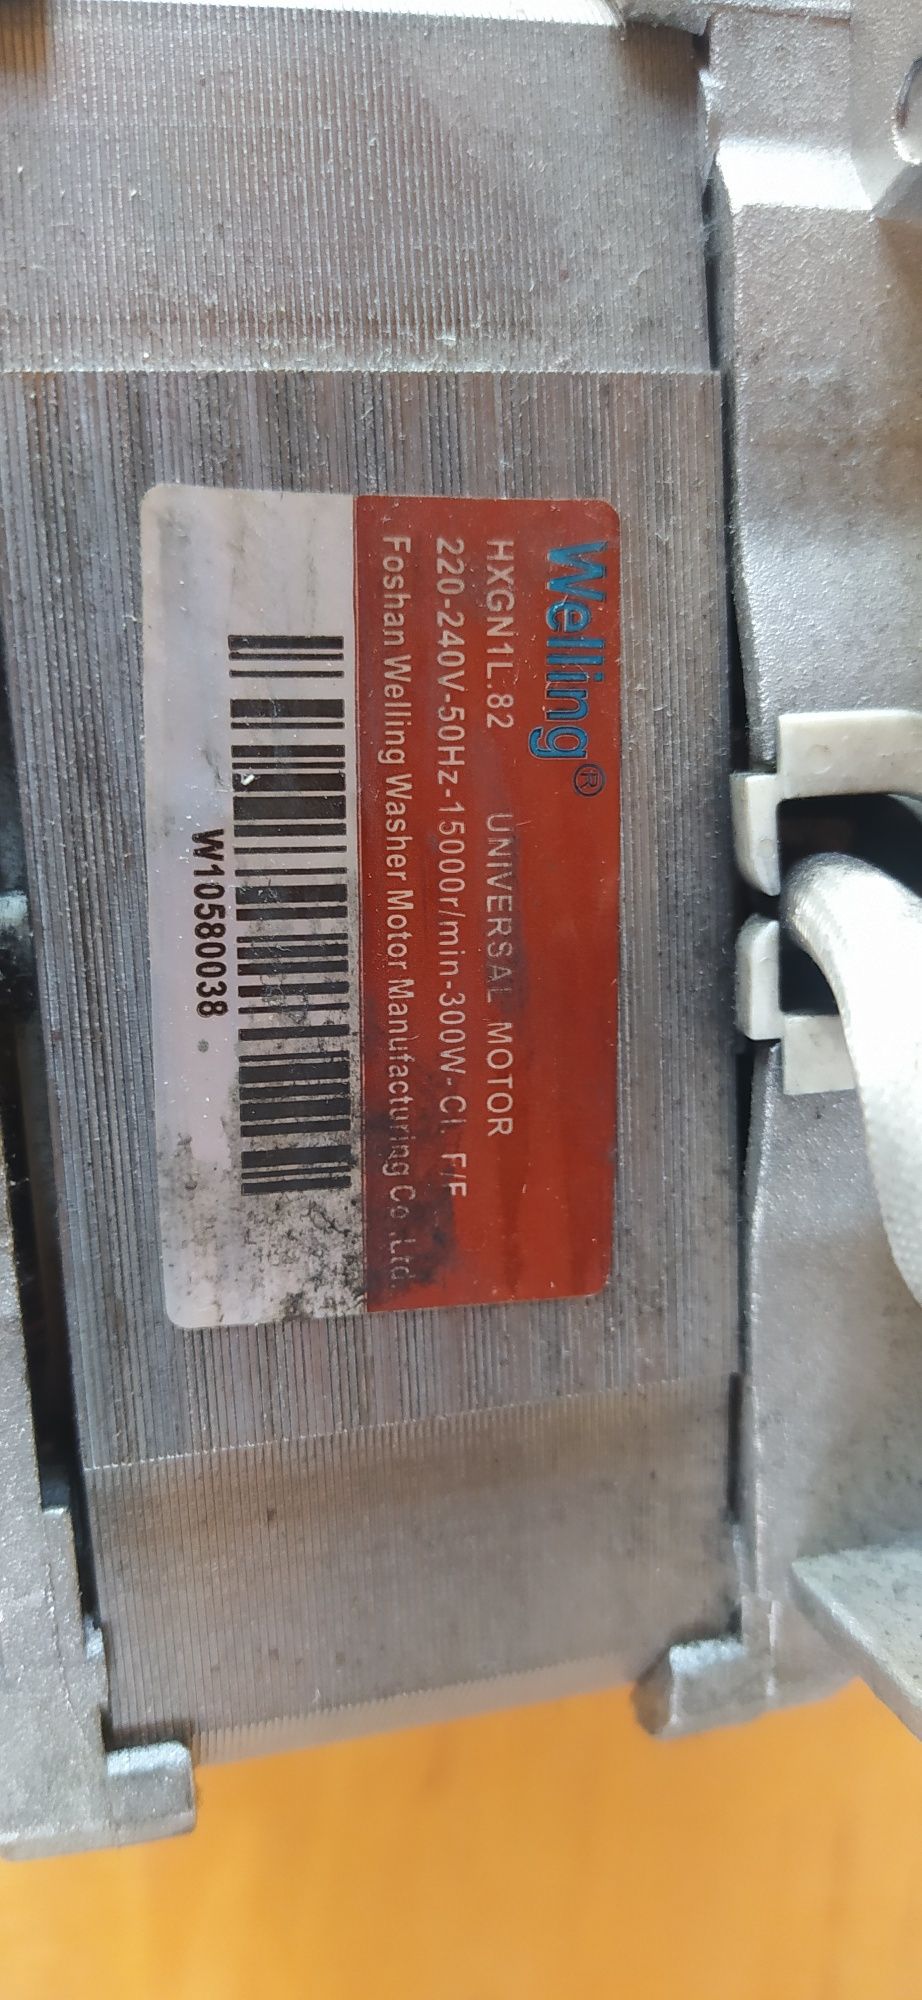 Welling®
HXGN1L.82 UNIVERSAL MOTOR
220-240V-50Hz-15000r/min-300W-Cl. F/F
Foshan Welling Washer Motor Manufacturing Co.,Ltd.
W10580038